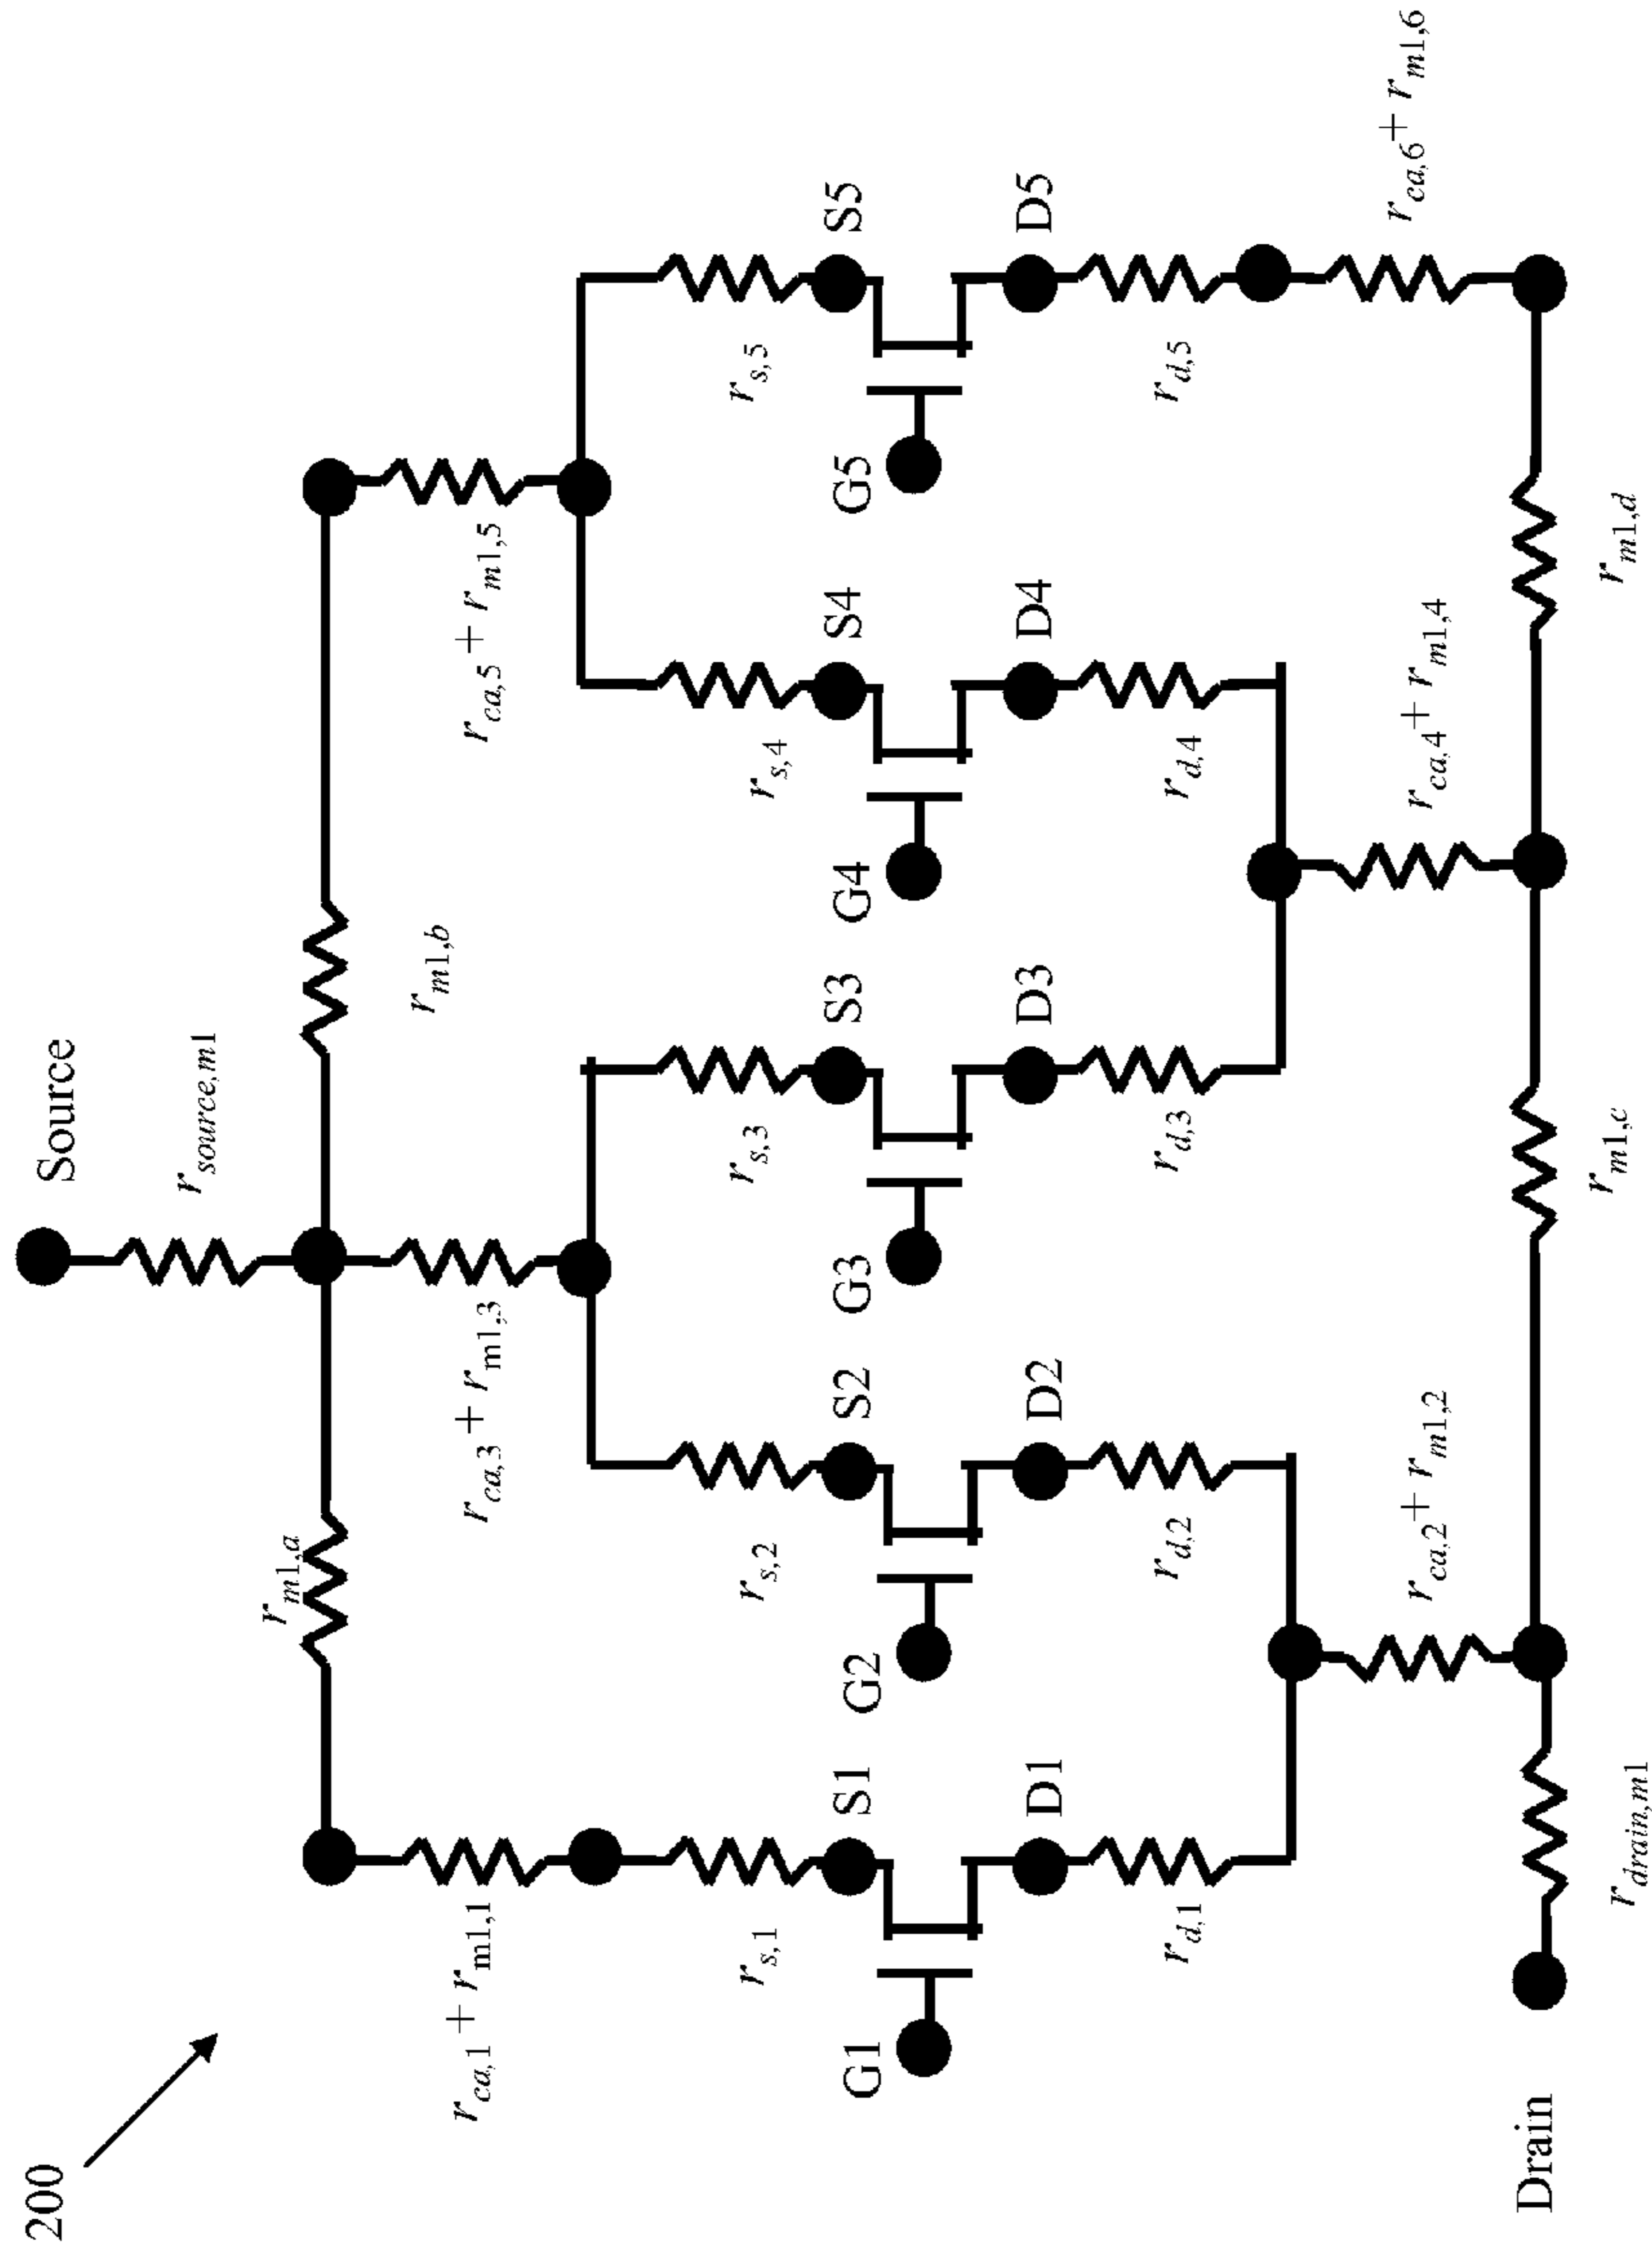 200
Source
r_source,m1
r_m1,a
r_m1,b
r_ca,1 + r_m1,1
r_ca,3 + r_m1,3
r_ca,5 + r_m1,5
r_s,1
r_s,2
r_s,3
r_s,4
r_s,5
S1
S2
S3
S4
S5
G1
G2
G3
G4
G5
D1
D2
D3
D4
D5
r_d,1
r_d,2
r_d,3
r_d,4
r_d,5
r_ca,2 + r_m1,2
r_ca,4 + r_m1,4
r_ca,6 + r_m1,6
Drain
r_drain,m1
r_m1,c
r_m1,d